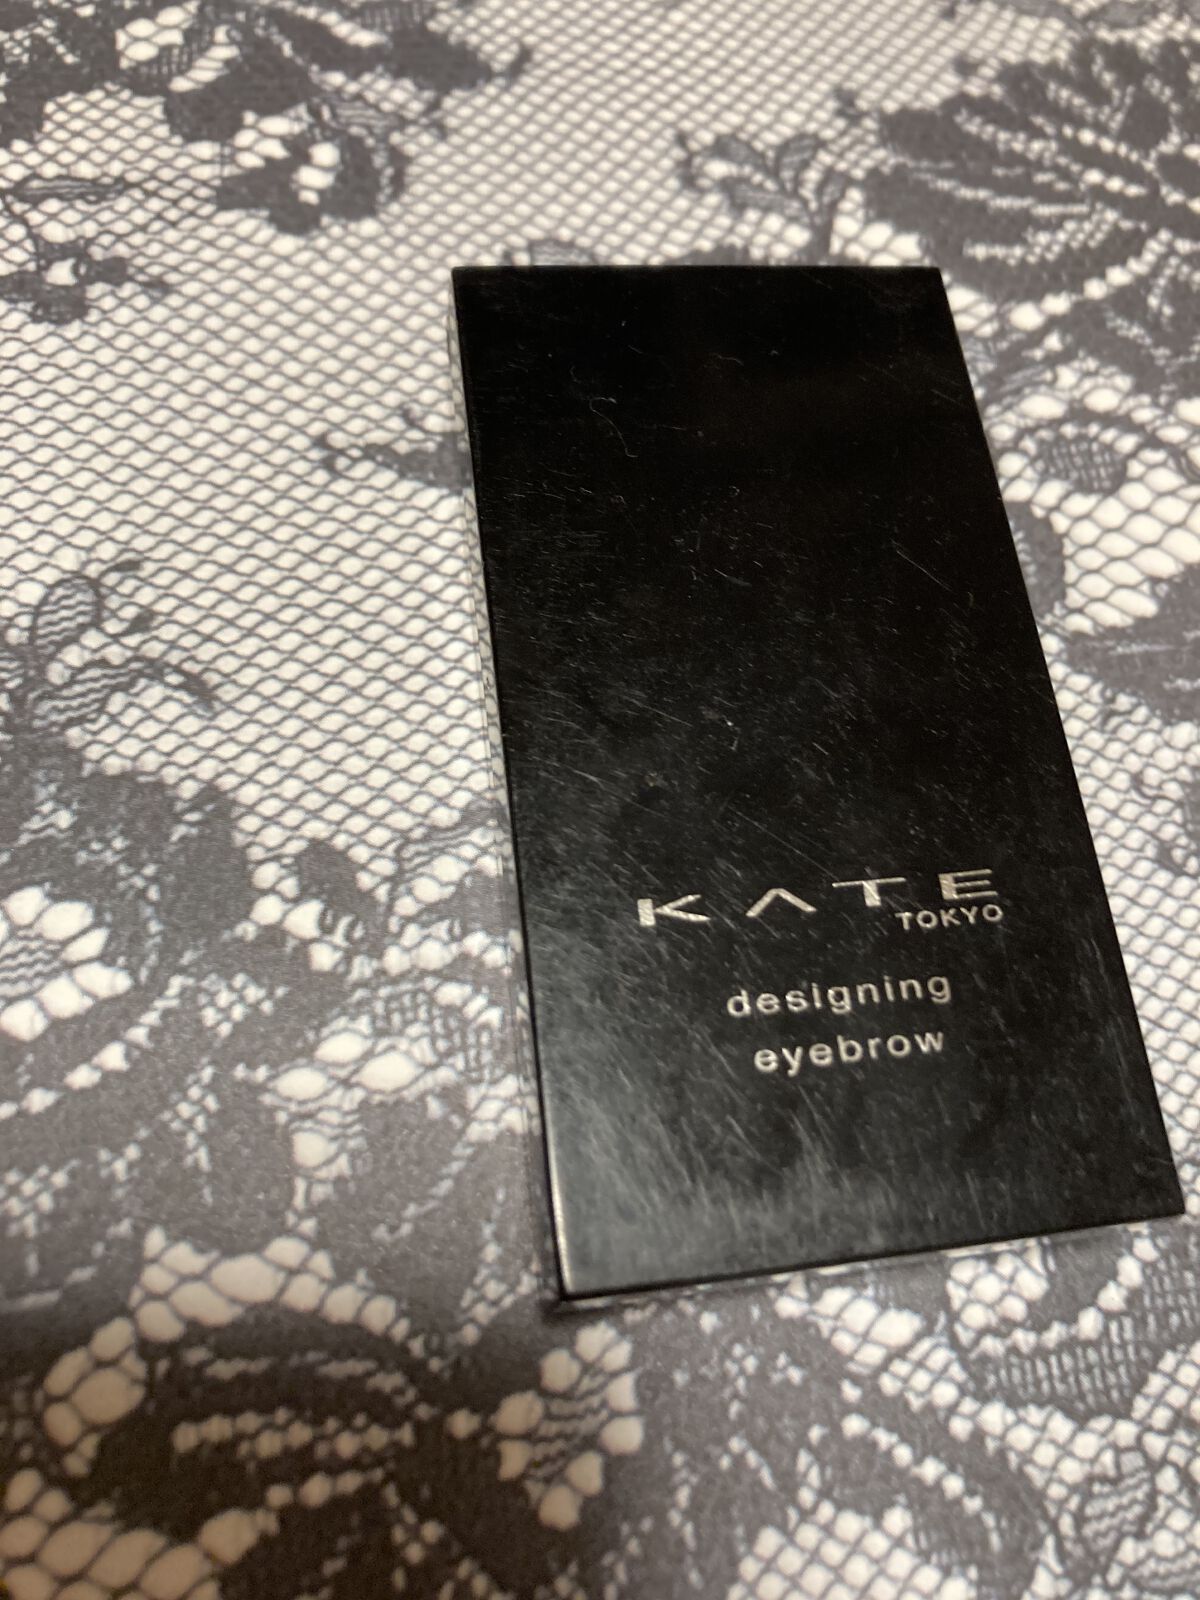 KATE
TOKYO
designing
eyebrow